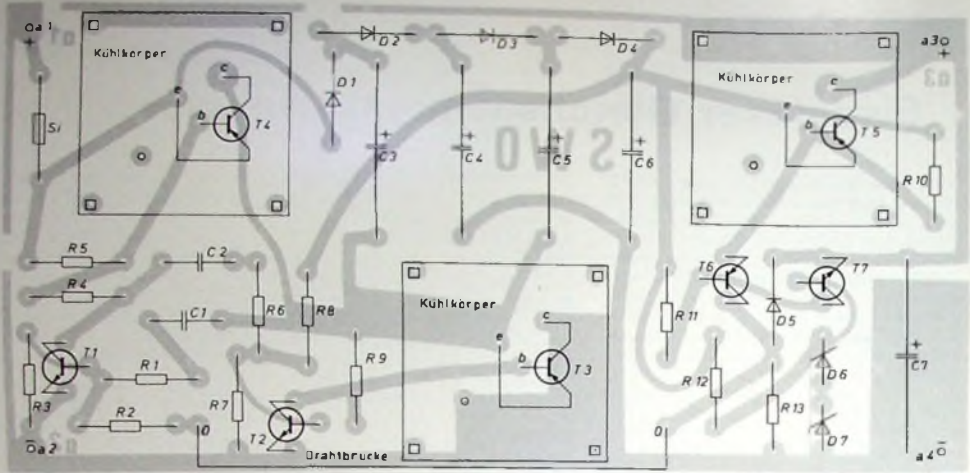 a1
+
Kühlkörper
c
e
b
T4
Si
D2
D3
D4
D1
+
C3
+
C4
+
C5
+
C6
SWO
Kühlkörper
c
e
b
T5
a3
+
a3
R10
R5
C2
R4
C1
R6
R8
T1
R1
R3
R2
R7
T2
R9
a2
0
Drahtbrücke
Kühlkörper
c
e
b
T3
T6
T7
R11
D5
R12
D6
R13
D7
+
C7
0
a4